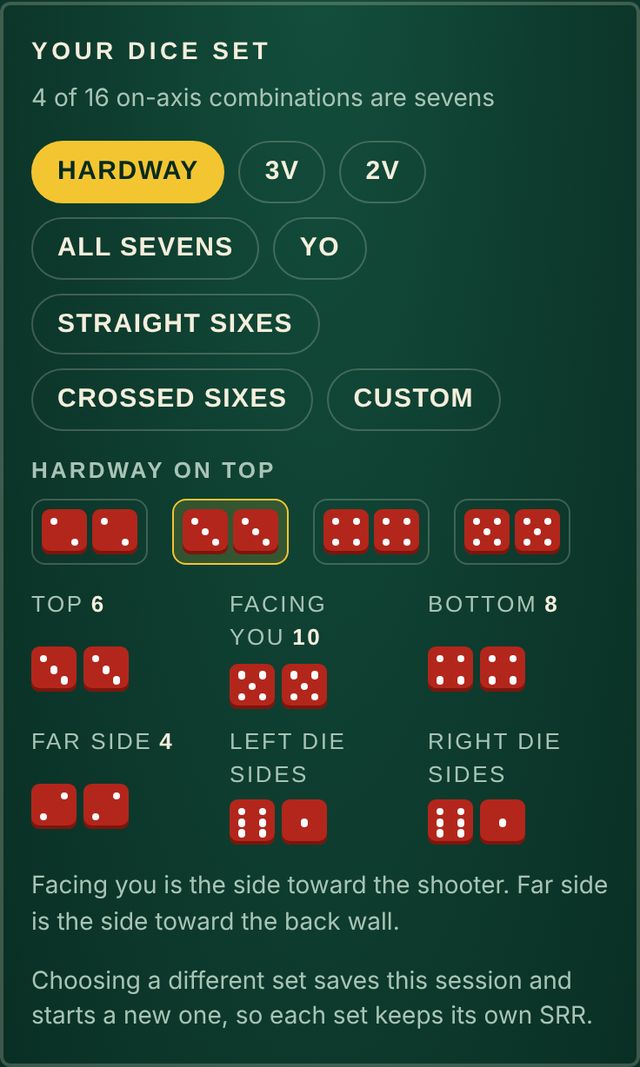 YOUR DICE SET
4 of 16 on-axis combinations are sevens
HARDWAY 3V 2V
ALL SEVENS YO
STRAIGHT SIXES
CROSSED SIXES CUSTOM
HARDWAY ON TOP
TOP 6
FACING YOU 10
BOTTOM 8
FAR SIDE 4
LEFT DIE SIDES
RIGHT DIE SIDES
Facing you is the side toward the shooter. Far side
is the side toward the back wall.
Choosing a different set saves this session and
starts a new one, so each set keeps its own SRR.